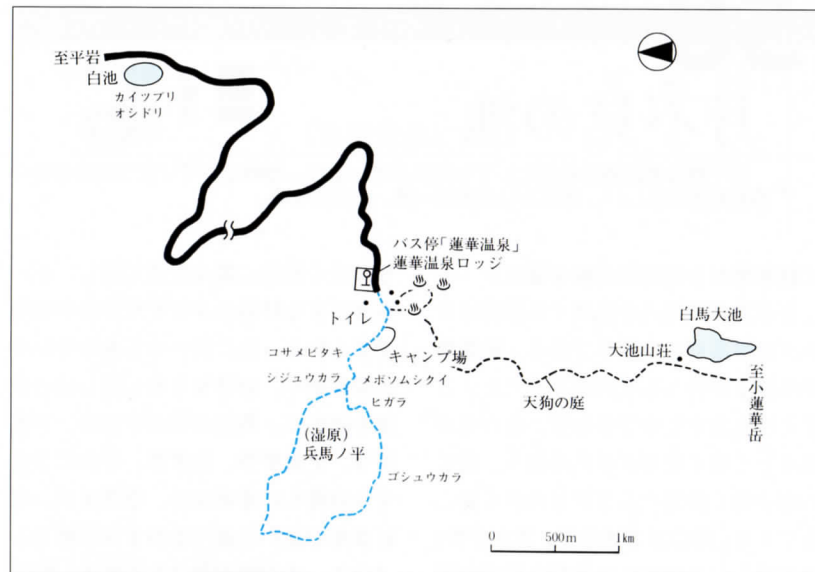 至平岩
白池
カイツブリ
オシドリ
バス停「蓮華温泉」
蓮華温泉ロッジ
トイレ
白馬大池
大池山荘
キャンプ場
コサメビタキ
シジュウカラ
メボソムシクイ
ヒガラ
天狗の庭
至小蓮華岳
(湿原)
兵馬ノ平
ゴシュウカラ
0 500m 1km